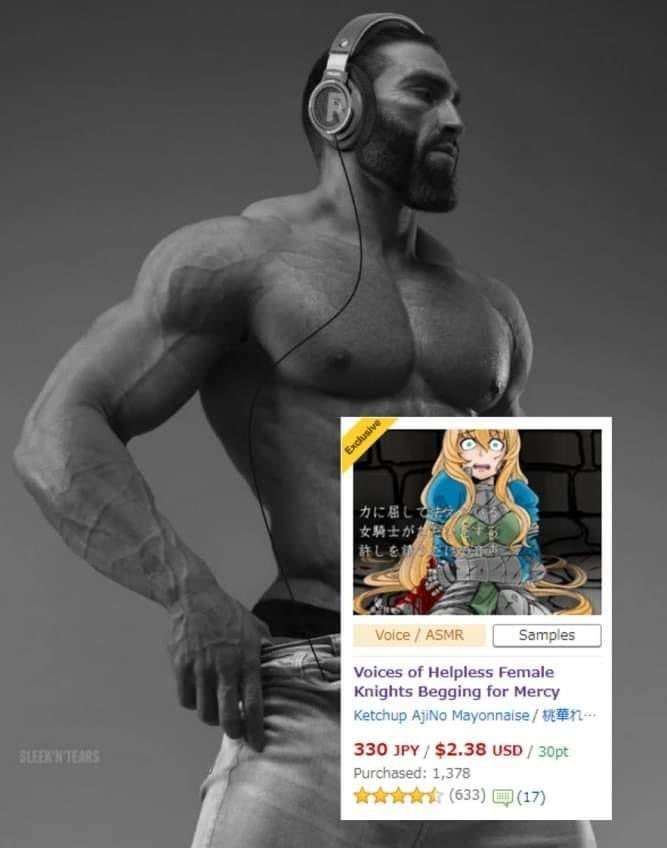 R
Exclusive
力に屈して
女騎士が
許しを
Voice / ASMR
Samples
Voices of Helpless Female
Knights Begging for Mercy
Ketchup AjiNo Mayonnaise / 桃華れ…
330 JPY / $2.38 USD / 30pt
Purchased: 1,378
(633) (17)
SLEEK'N'TEARS